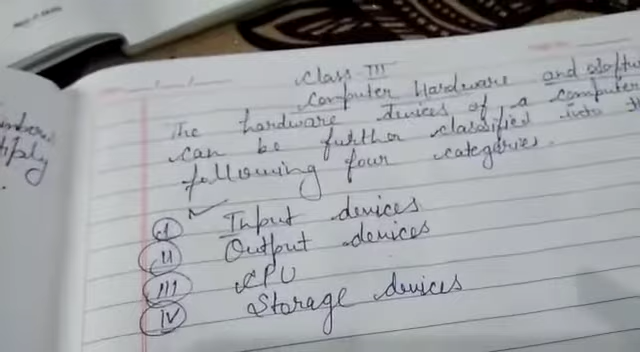 Class III
Computer Hardware and Softw
The hardware devices of a computer
can be further classified into th
following four categories.
I Input devices
II Output devices
III CPU
IV Storage devices